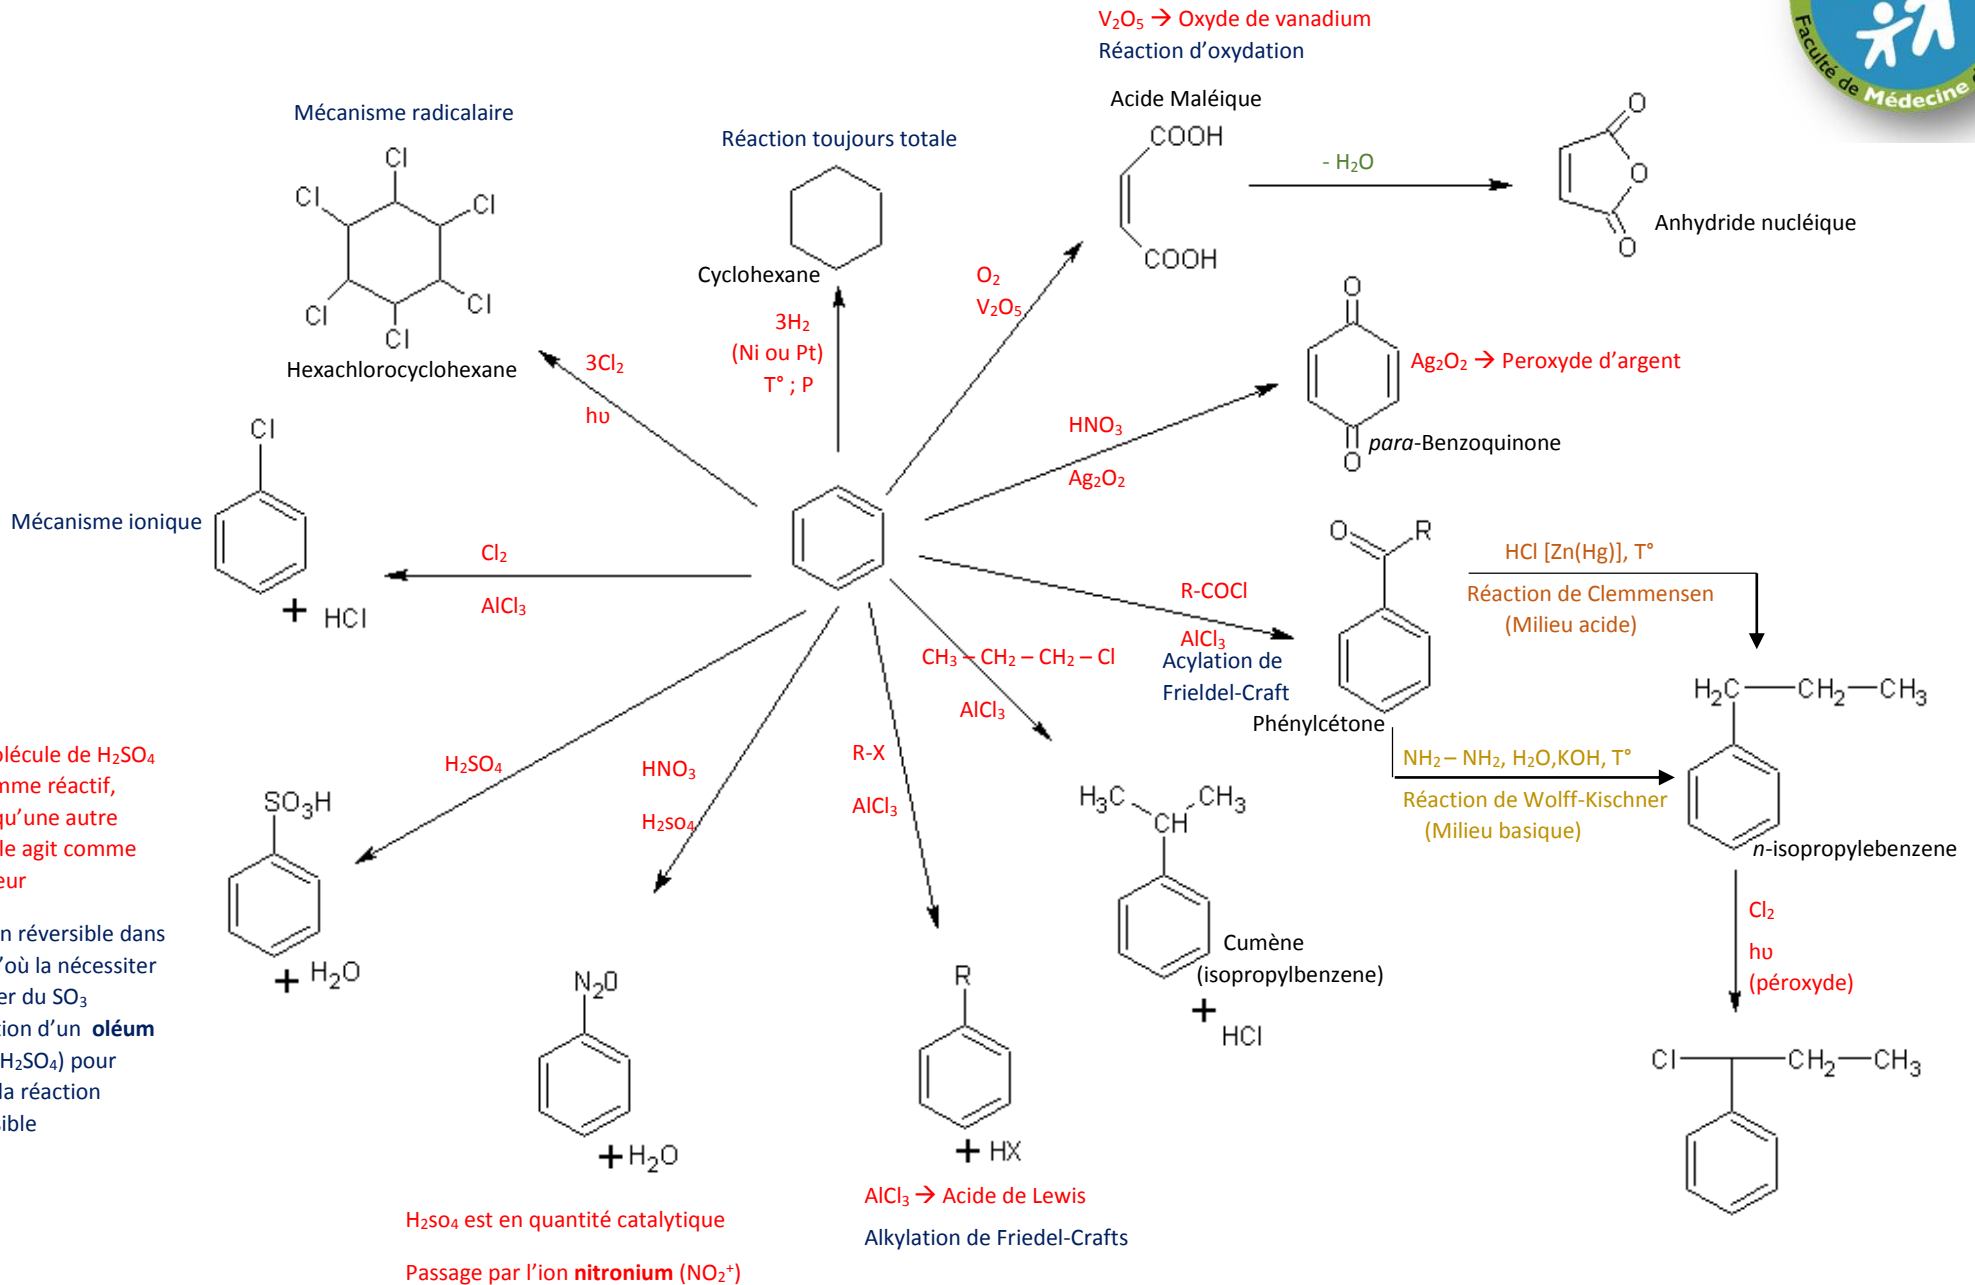 V₂O₅ → Oxyde de vanadium
Réaction d'oxydation
Faculté de Médecine
Acide Maléique
COOH
COOH
- H₂O
O
O
O
Anhydride nucléique
Mécanisme radicalaire
Cl
Cl
Cl
Cl
Cl
Cl
Hexachlorocyclohexane
3Cl₂
hυ
Réaction toujours totale
Cyclohexane
3H₂
(Ni ou Pt)
T° ; P
O₂
V₂O₅
O
O
para-Benzoquinone
Ag₂O₂ → Peroxyde d'argent
HNO₃
Ag₂O₂
Mécanisme ionique
Cl
+ HCl
Cl₂
AlCl₃
R-COCl
AlCl₃
Acylation de
Frieldel-Craft
O
R
Phénylcétone
HCl [Zn(Hg)], T°
Réaction de Clemmensen
(Milieu acide)
NH₂ – NH₂, H₂O,KOH, T°
Réaction de Wolff-Kischner
(Milieu basique)
H₂C—CH₂—CH₃
n-isopropylebenzene
Cl₂
hυ
(péroxyde)
Cl—CH₂—CH₃
CH₃ – CH₂ – CH₂ – Cl
AlCl₃
H₃C
CH₃
CH
Cumène
(isopropylbenzene)
+ HCl
R-X
AlCl₃
R
+ HX
AlCl₃ → Acide de Lewis
Alkylation de Friedel-Crafts
HNO₃
H₂so₄
N₂O
+ H₂O
H₂so₄ est en quantité catalytique
Passage par l'ion nitronium (NO₂⁺)
H₂SO₄
SO₃H
+ H₂O
olécule de H₂SO₄
mme réactif,
qu'une autre
le agit comme
eur
n réversible dans
'où la nécessiter
er du SO₃
tion d'un oléum
H₂SO₄) pour
la réaction
sible